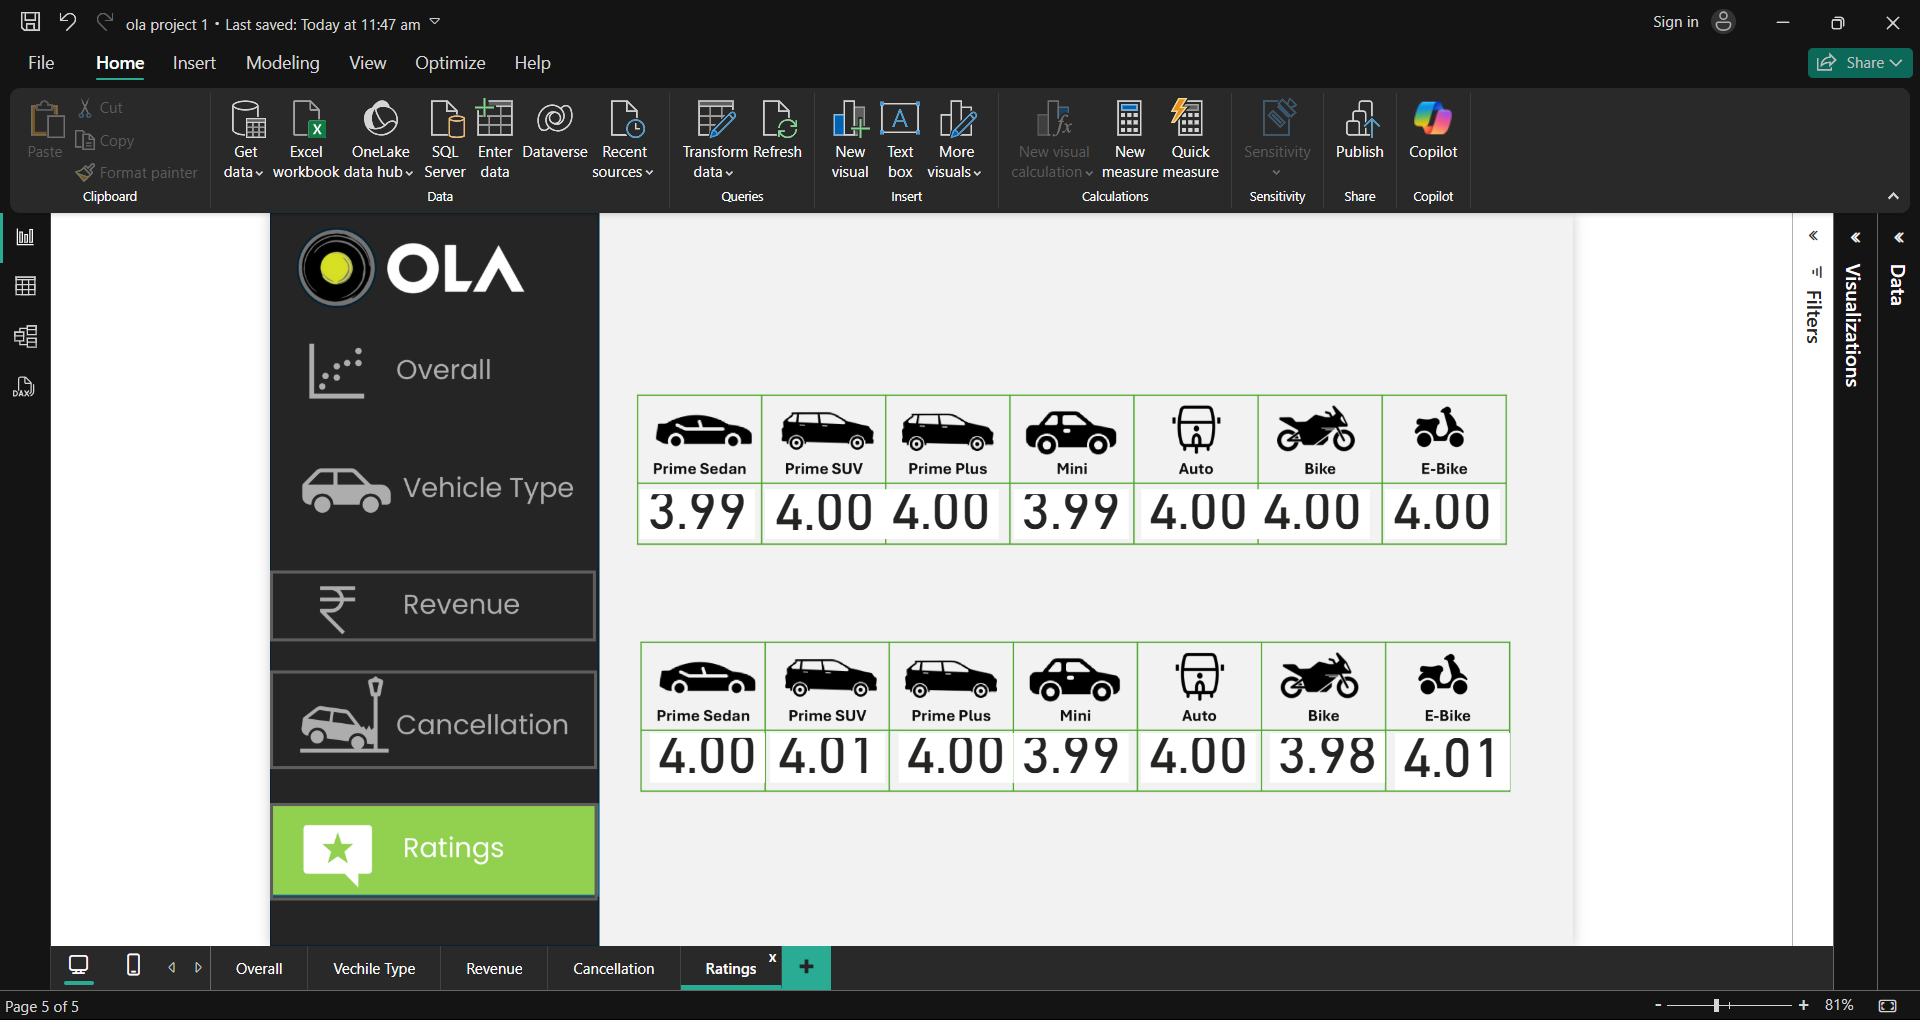 ola project 1 • Last saved: Today at 11:47 am
Sign in
File Home Insert Modeling View Optimize Help
Share
Paste
Cut
Copy
Format painter
Clipboard
Get data
Excel workbook
OneLake data hub
SQL Server
Enter data
Dataverse
Recent sources
Data
Transform data
Refresh
Queries
New visual
Text box
More visuals
Insert
New visual calculation
New measure
Quick measure
Calculations
Sensitivity
Sensitivity
Publish
Share
Copilot
Copilot
DAX
OLA
Overall
Vehicle Type
Revenue
Cancellation
Ratings
Prime Sedan Prime SUV Prime Plus Mini Auto Bike E-Bike
3.99 4.00 4.00 3.99 4.00 4.00 4.00
Prime Sedan Prime SUV Prime Plus Mini Auto Bike E-Bike
4.00 4.01 4.00 3.99 4.00 3.98 4.01
Filters
Visualizations
Data
Overall Vechile Type Revenue Cancellation Ratings x +
Page 5 of 5
- + 81%